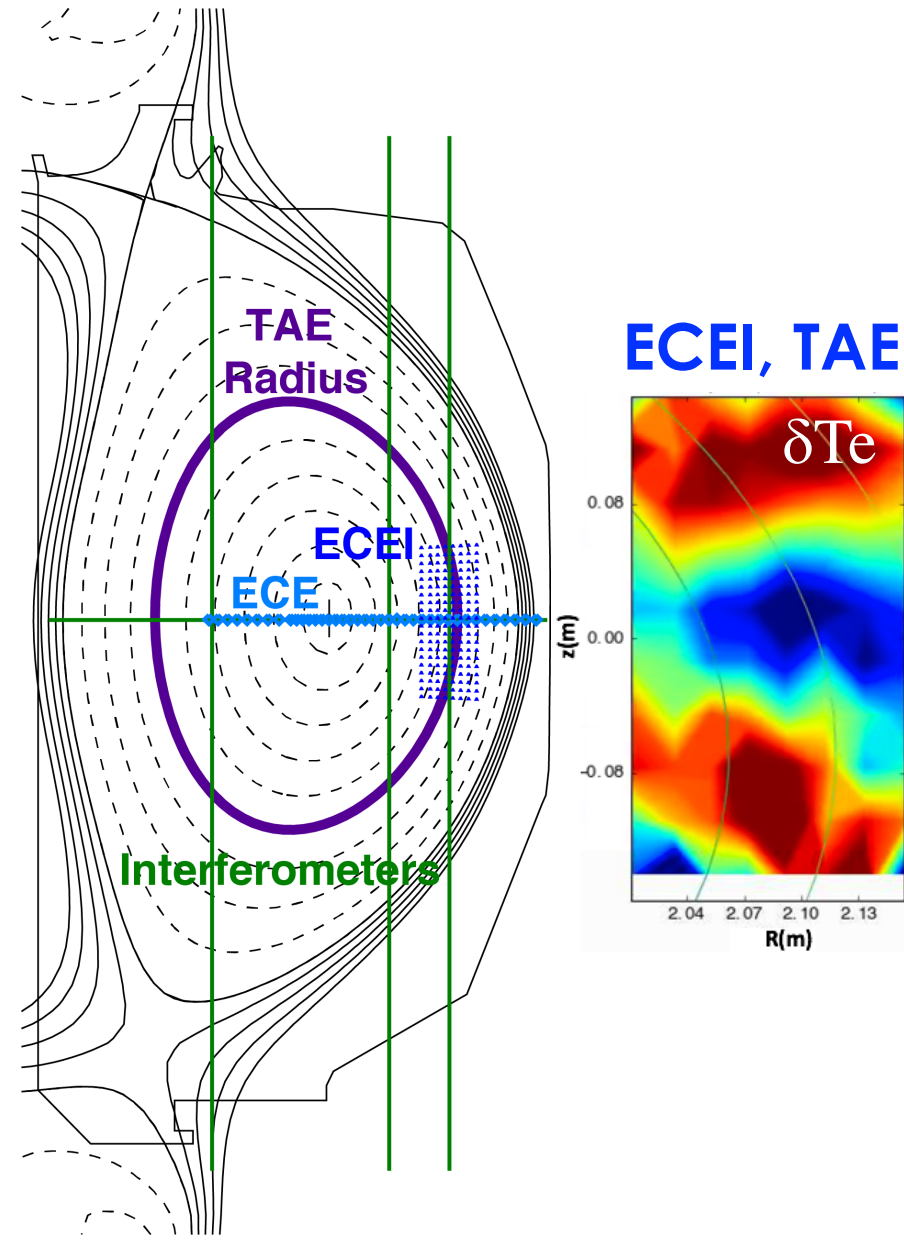 TAE
Radius
ECEI
ECE
Interferometers
ECEI, TAE
δTe
0.08
0.00
-0.08
z(m)
2.04 2.07 2.10 2.13
R(m)